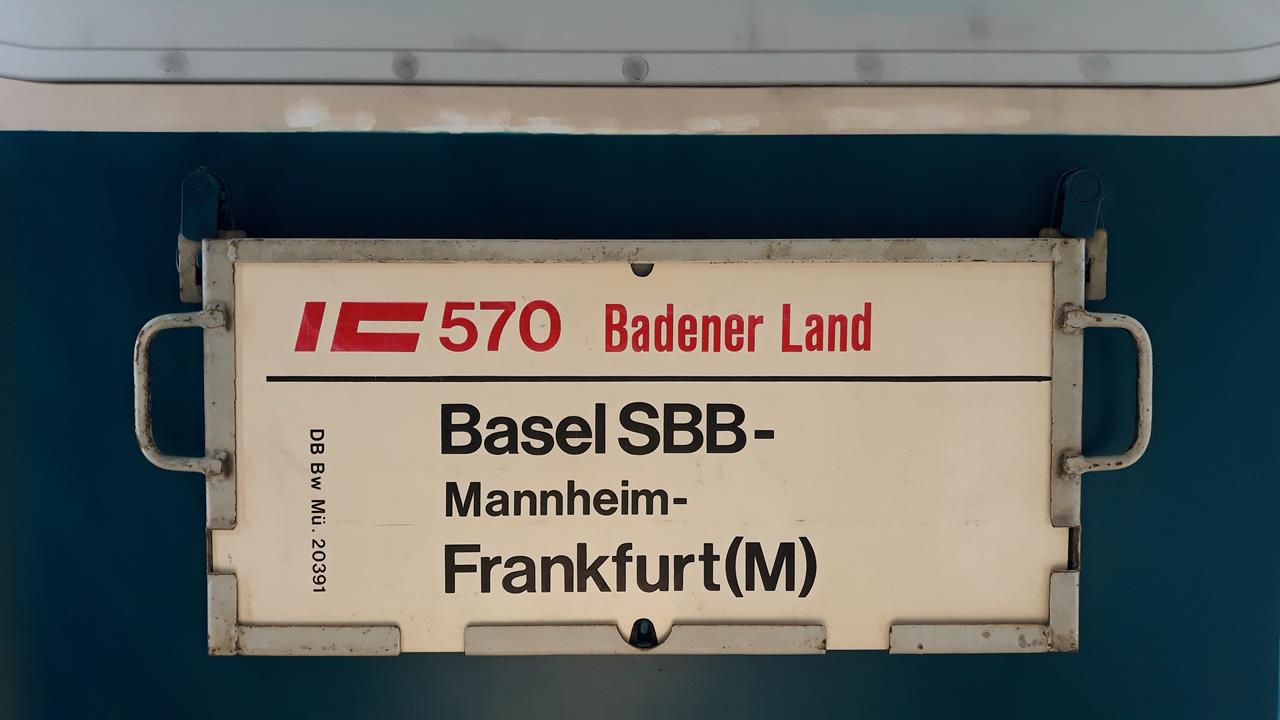 IC 570 Badener Land
Basel SBB-
Mannheim-
Frankfurt(M)
DB Bw Mü. 20391